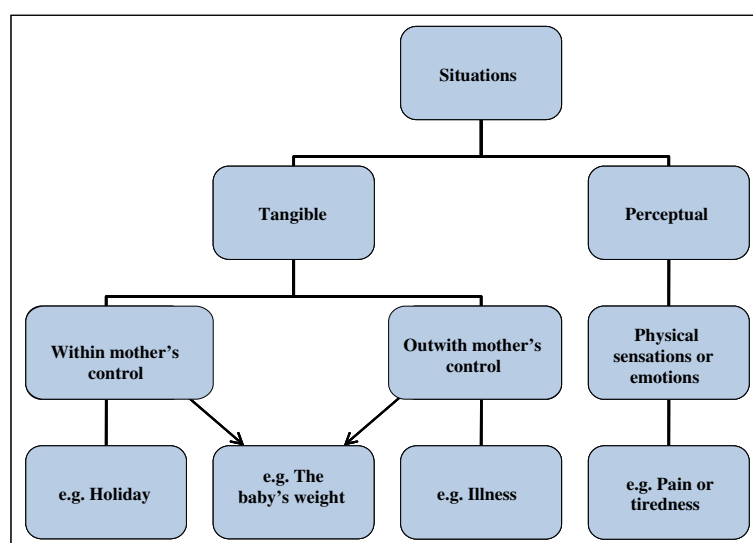 Situations
Tangible
Perceptual
Within mother’s
control
Outwith mother’s
control
Physical
sensations or
emotions
e.g. Holiday
e.g. The
baby’s weight
e.g. Illness
e.g. Pain or
tiredness